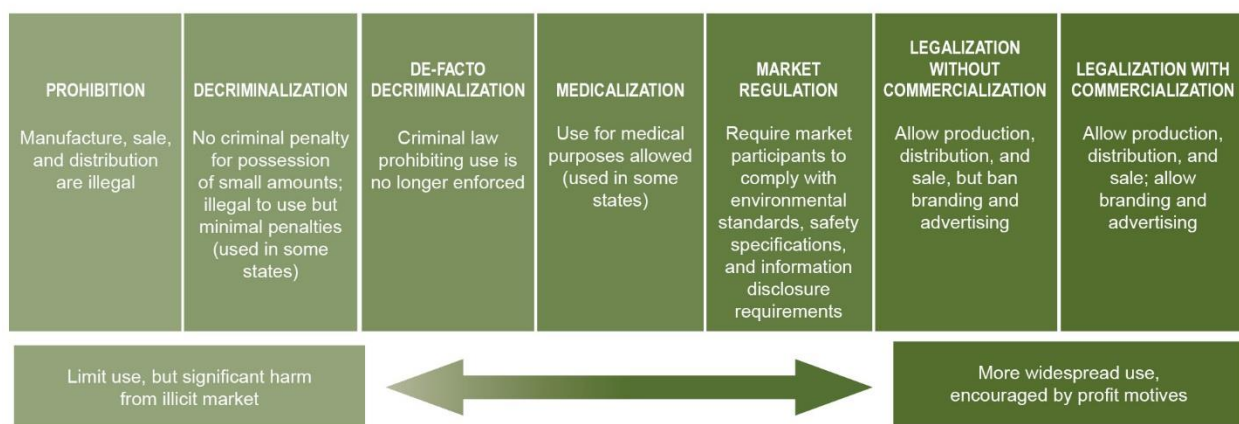 PROHIBITION
Manufacture, sale,
and distribution
are illegal
DECRIMINALIZATION
No criminal penalty
for possession
of small amounts;
illegal to use but
minimal penalties
(used in some
states)
DE-FACTO
DECRIMINALIZATION
Criminal law
prohibiting use is
no longer enforced
MEDICALIZATION
Use for medical
purposes allowed
(used in some
states)
MARKET
REGULATION
Require market
participants to
comply with
environmental
standards, safety
specifications,
and information
disclosure
requirements
LEGALIZATION
WITHOUT
COMMERCIALIZATION
Allow production,
distribution, and
sale, but ban
branding and
advertising
LEGALIZATION WITH
COMMERCIALIZATION
Allow production,
distribution, and
sale; allow
branding and
advertising
Limit use, but significant harm
from illicit market
More widespread use,
encouraged by profit motives